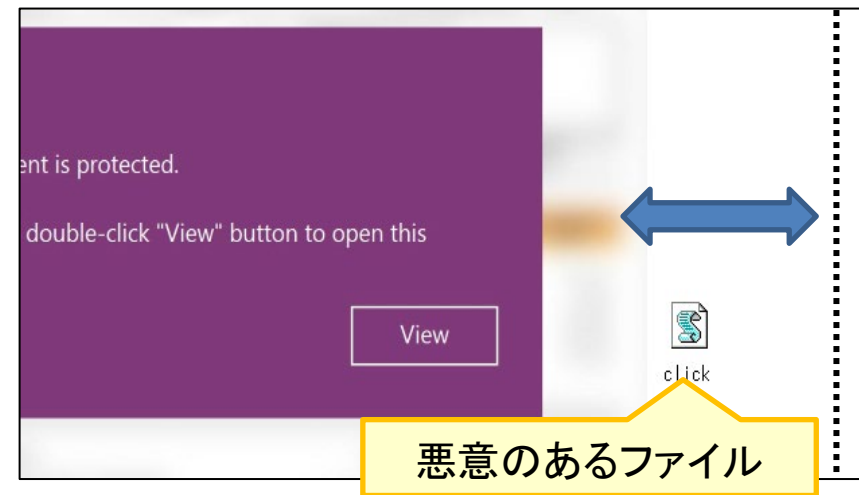 ent is protected.
double-click "View" button to open this
View
click
悪意のあるファイル